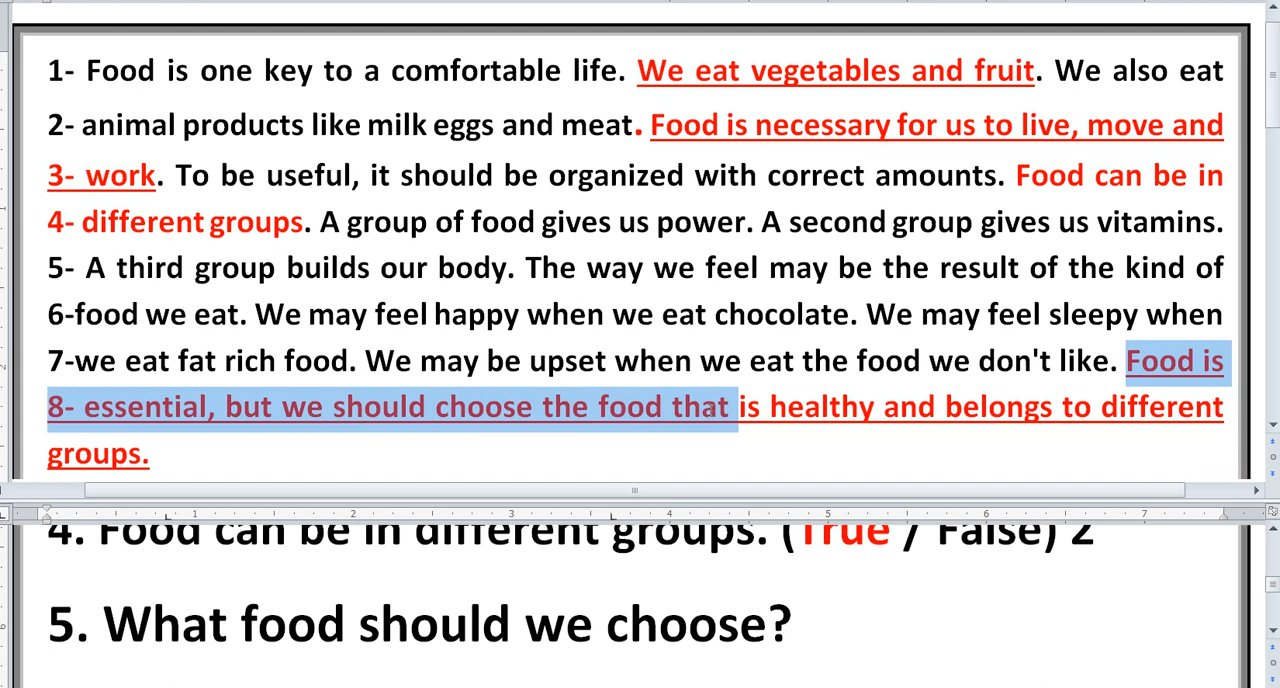 1- Food is one key to a comfortable life. We eat vegetables and fruit. We also eat
2- animal products like milk eggs and meat. Food is necessary for us to live, move and
3- work. To be useful, it should be organized with correct amounts. Food can be in
4- different groups. A group of food gives us power. A second group gives us vitamins.
5- A third group builds our body. The way we feel may be the result of the kind of
6-food we eat. We may feel happy when we eat chocolate. We may feel sleepy when
7-we eat fat rich food. We may be upset when we eat the food we don't like. Food is
8- essential, but we should choose the food that is healthy and belongs to different
groups.
1 2 3 4 5 6 7
4. Food can be in different groups. (True / False) 2
5. What food should we choose?